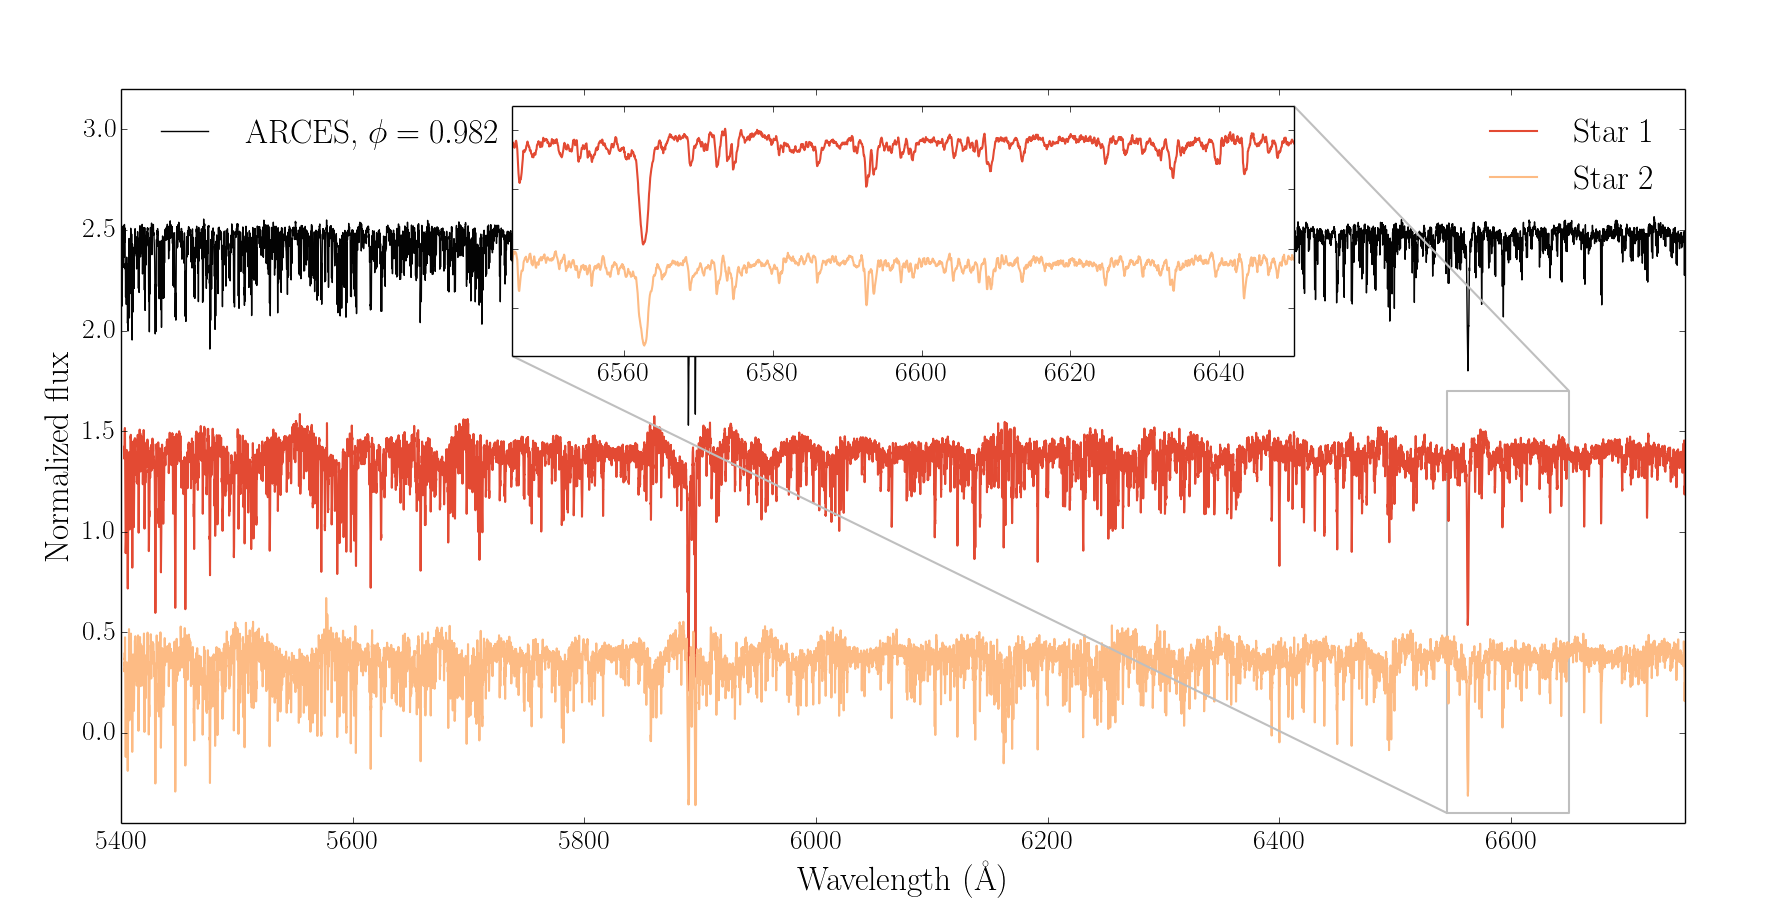 ARCES, ϕ = 0.982
Star 1
Star 2
3.0
2.5
2.0
1.5
1.0
0.5
0.0
Normalized flux
6560 6580 6600 6620 6640
5400 5600 5800 6000 6200 6400 6600
Wavelength (Å)